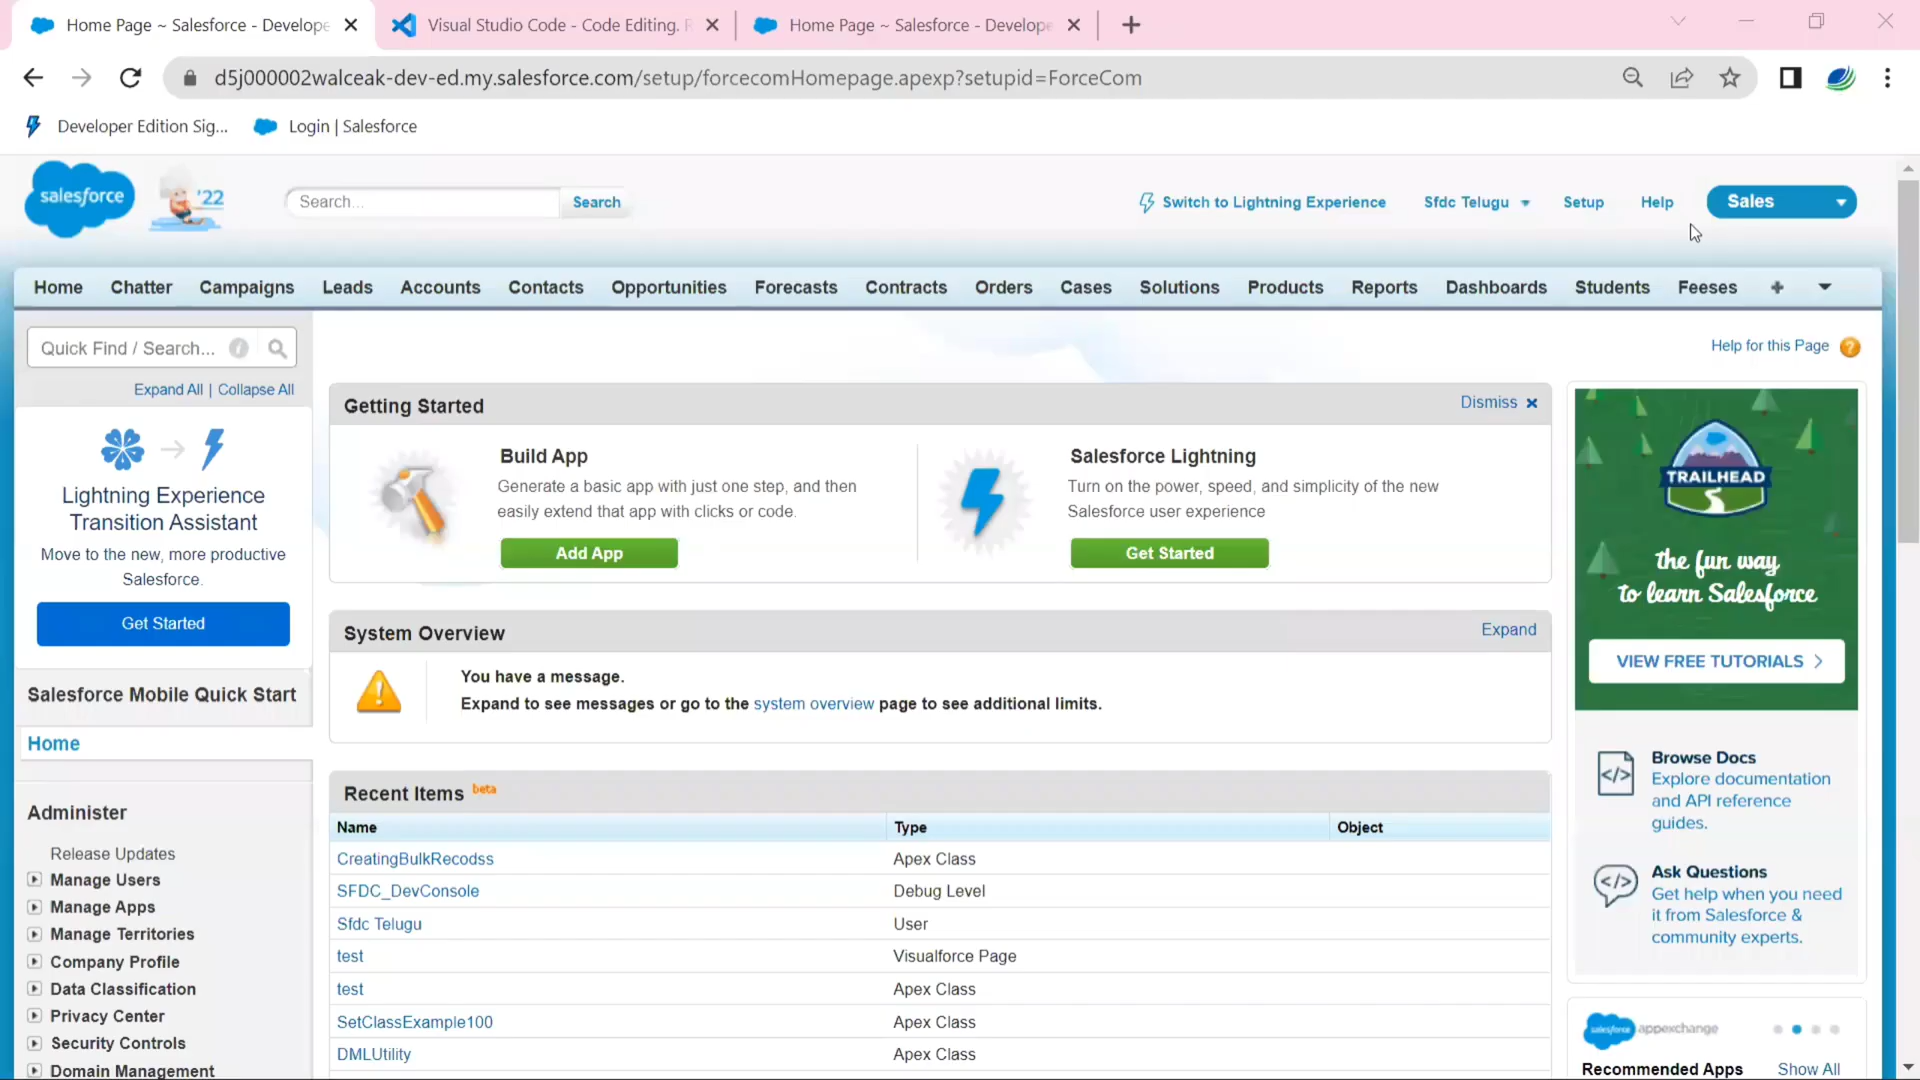 Home Page ~ Salesforce - Develope
Visual Studio Code - Code Editing. R
Home Page ~ Salesforce - Develope
d5j000002walceak-dev-ed.my.salesforce.com/setup/forcecomHomepage.apexp?setupid=ForceCom
Developer Edition Sig...
Login | Salesforce
salesforce
'22
Search...
Search
Switch to Lightning Experience
Sfdc Telugu
Setup
Help
Sales
Home
Chatter
Campaigns
Leads
Accounts
Contacts
Opportunities
Forecasts
Contracts
Orders
Cases
Solutions
Products
Reports
Dashboards
Students
Feeses
+
Quick Find / Search...
Expand All | Collapse All
Lightning Experience
Transition Assistant
Move to the new, more productive
Salesforce.
Get Started
Salesforce Mobile Quick Start
Home
Administer
Release Updates
Manage Users
Manage Apps
Manage Territories
Company Profile
Data Classification
Privacy Center
Security Controls
Domain Management
Help for this Page
Getting Started
Dismiss
Build App
Generate a basic app with just one step, and then
easily extend that app with clicks or code.
Add App
Salesforce Lightning
Turn on the power, speed, and simplicity of the new
Salesforce user experience
Get Started
System Overview
Expand
You have a message.
Expand to see messages or go to the system overview page to see additional limits.
Recent Items beta
Name Type Object
CreatingBulkRecodss Apex Class
SFDC_DevConsole Debug Level
Sfdc Telugu User
test Visualforce Page
test Apex Class
SetClassExample100 Apex Class
DMLUtility Apex Class
TRAILHEAD
the fun way
to learn Salesforce
VIEW FREE TUTORIALS
Browse Docs
Explore documentation
and API reference
guides.
Ask Questions
Get help when you need
it from Salesforce &
community experts.
salesforce appexchange
Recommended Apps
Show All